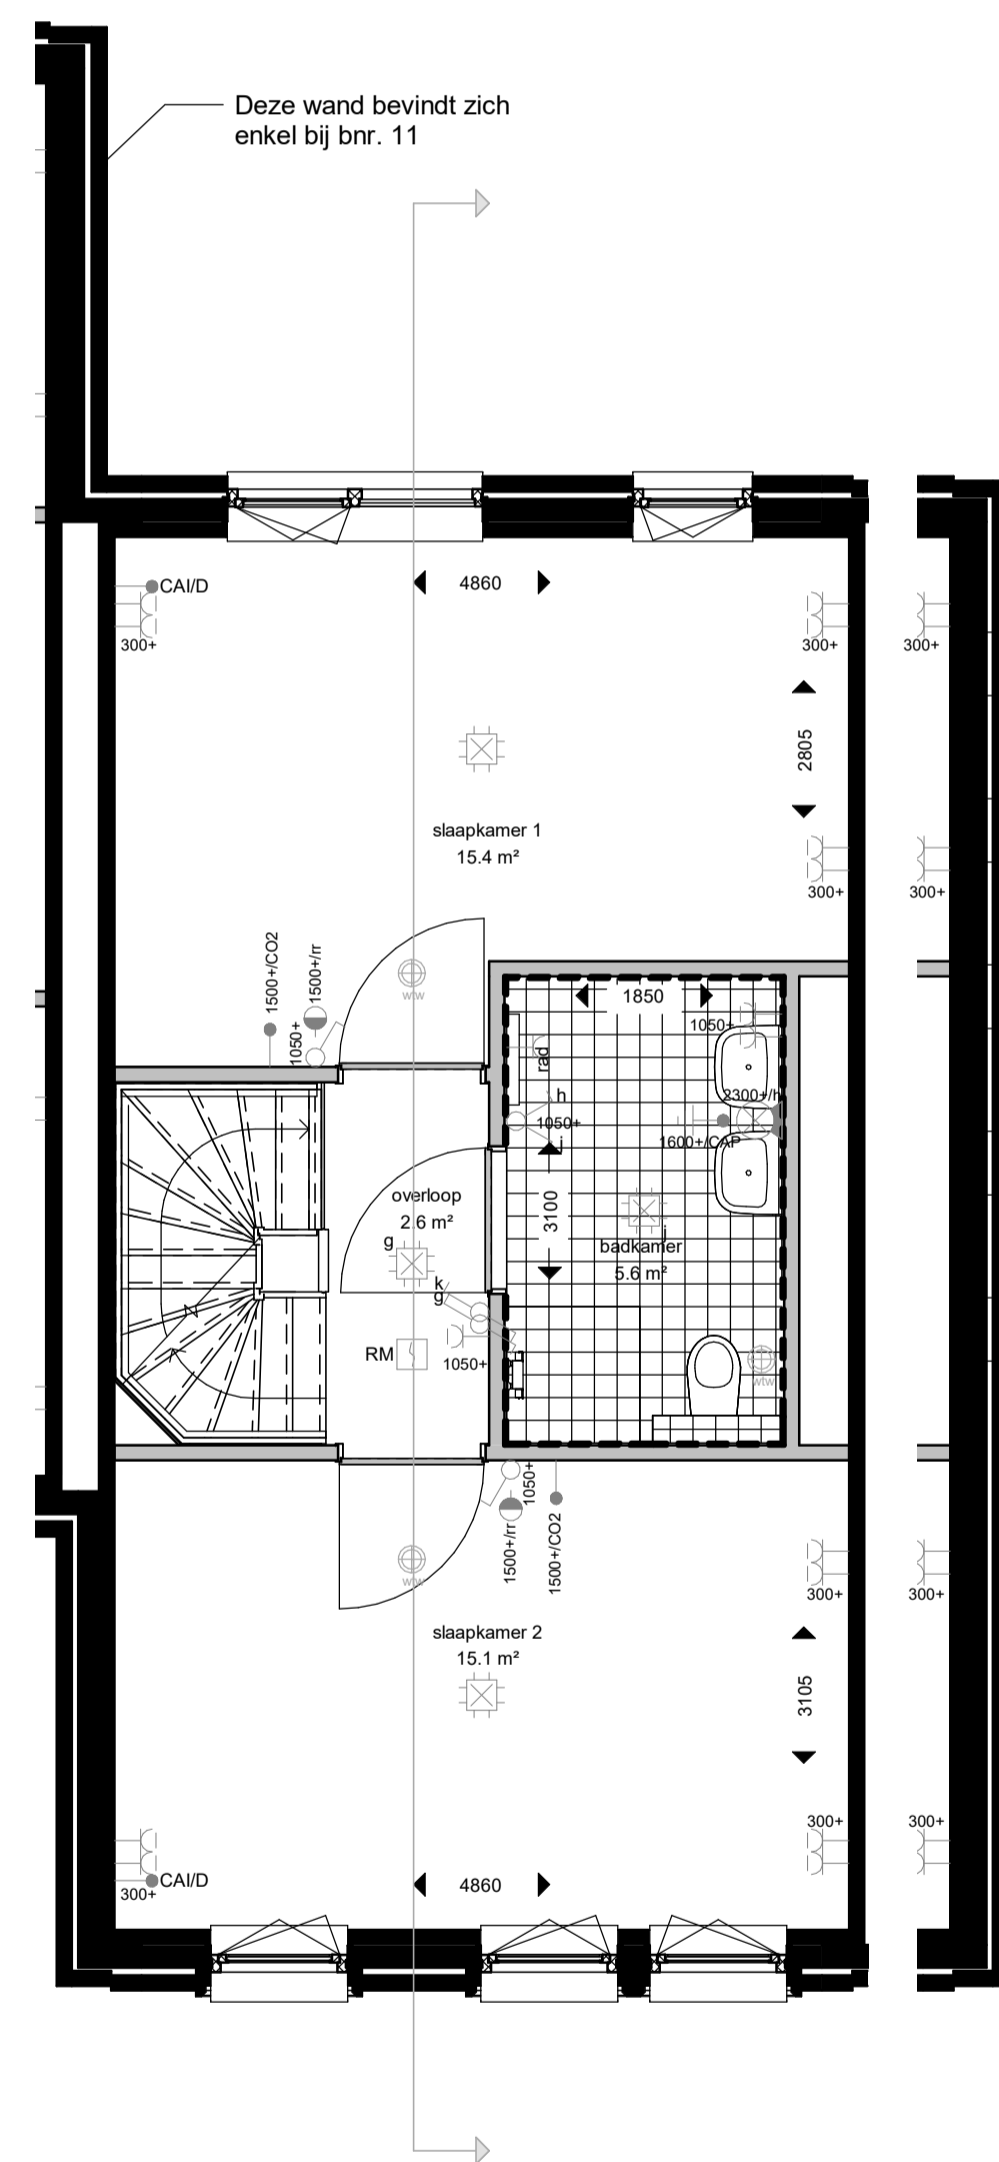 Deze wand bevindt zich
enkel bij bnr. 11
4860
CAI/D
300+
300+
300+
2805
slaapkamer 1
15.4 m²
300+
300+
1500+/CO2
1500+/rr
1050+
wtw
1850
1050+
rad
h
1050+
j
2300+/h
1600+/CAP
3100
overloop
2.6 m²
g
j
badkamer
5.6 m²
k
g
RM
1050+
wtw
N
1050+
1500+/rr
1500+/CO2
wtw
300+
300+
slaapkamer 2
15.1 m²
3105
300+
300+
CAI/D
300+
4860